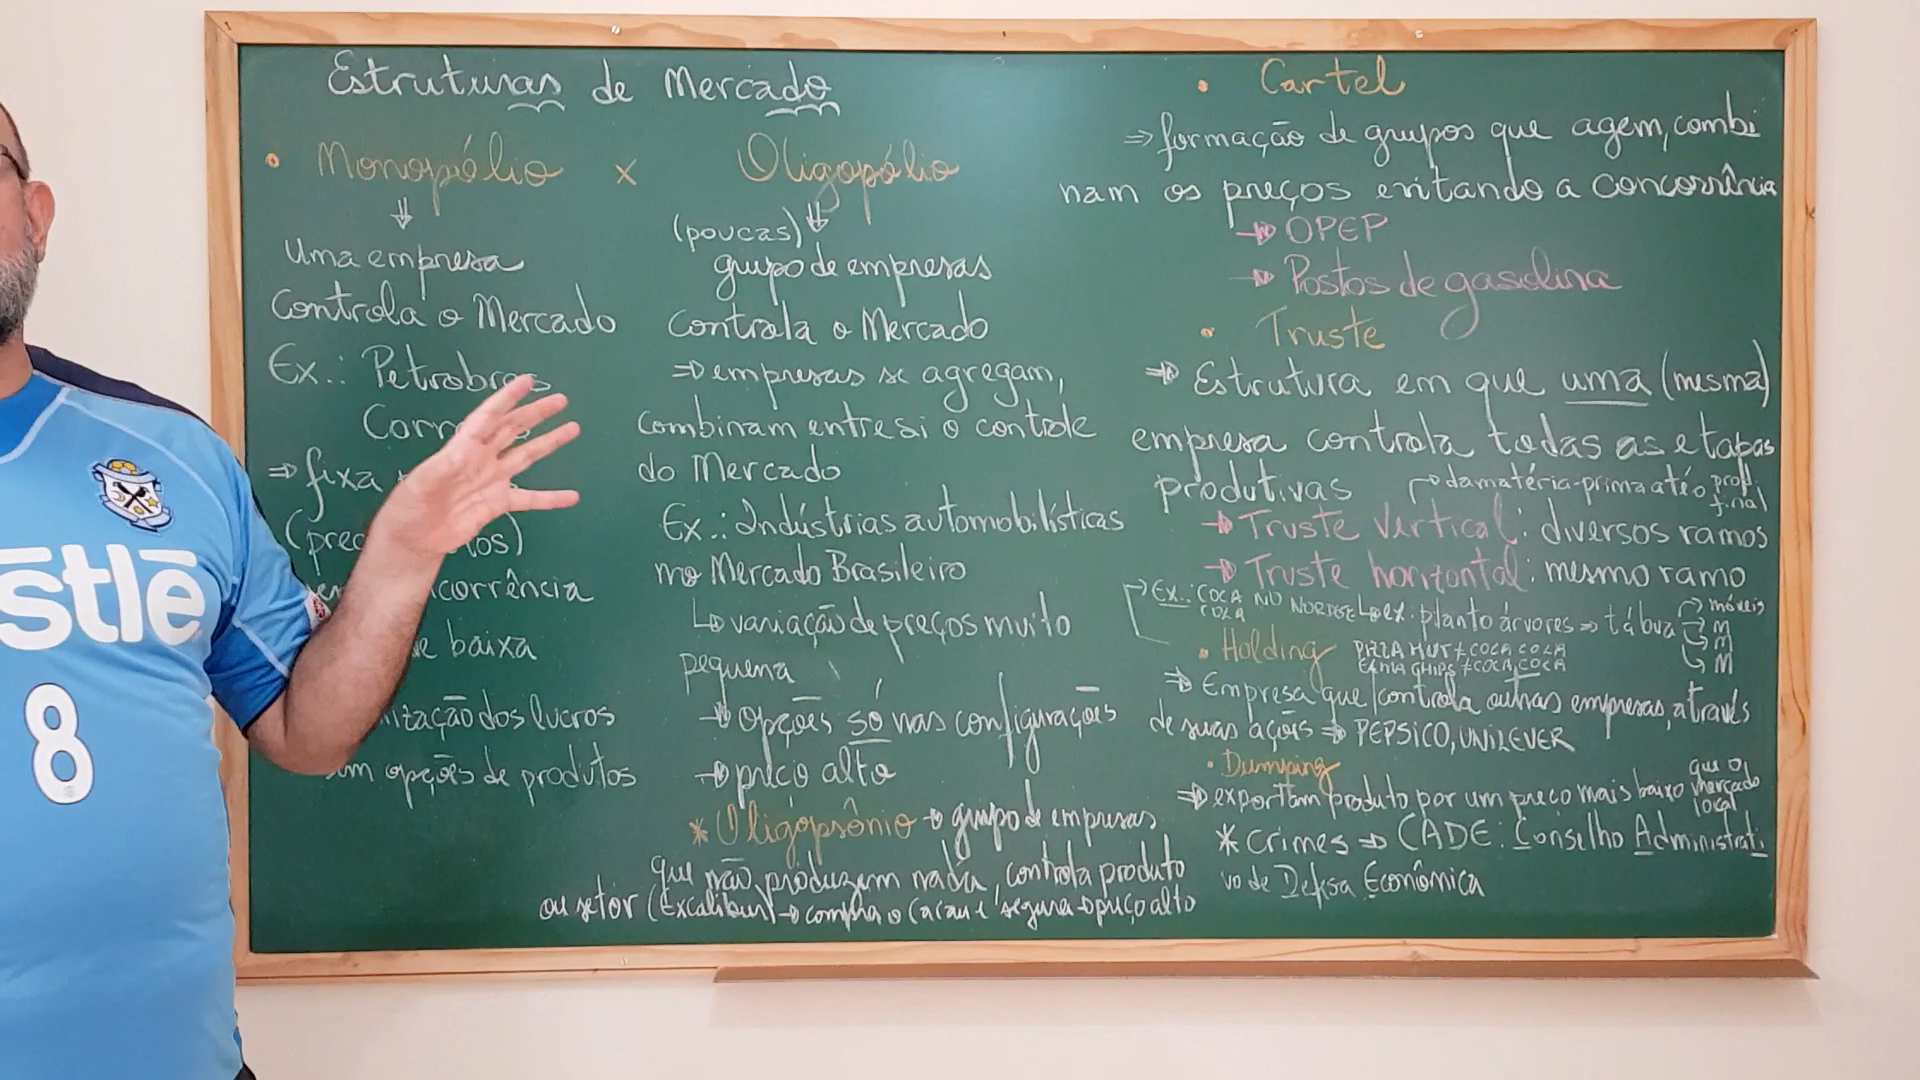 Estruturas de Mercado
• Monopólio x Oligopólio
Uma empresa
Controla o Mercado
Ex.: Petrobras
⇒ fixa
corrência
baixa
dos lucros
opções de produtos
(poucas)
grupo de empresas
Controla o Mercado
⇒ empresas se agregam,
combinam entre si o controle
do Mercado
Ex.: Indústrias automobilísticas
no Mercado Brasileiro
↳ variação de preços muito
pequena
→ Opções só nas configurações
→ preço alto
* Oligopsônio → grupo de empresas
que não produzem nada, controla produto
ou setor (Excalibur) → compra o cacau e segura → preço alto
• Cartel
⇒ formação de grupos que agem, combi
nam os preços evitando a concorrência
→ OPEP
→ Postos de gasolina
• Truste
⇒ Estrutura em que uma (mesma)
empresa controla todas as etapas
produtivas → da matéria-prima até o prod.
final
→ Truste vertical: diversos ramos
→ Truste horizontal: mesmo ramo
→ Ex.: COCA COLA NO NORTE ↳ ex: planto árvores ⇒ tábua → móveis
→ M
→ M
• Holding PIZZA HUT ≠ COCA COLA
ELMA CHIPS ≠ COCA COCA
⇒ Empresa que controla outras empresas, através
de suas ações ⇒ PEPSICO, UNILEVER
• Dumping
⇒ exportam produto por um preço mais baixo que o mercado
local
* Crimes ⇒ CADE: Conselho Administrati
vo de Defesa Econômica
stlē
8